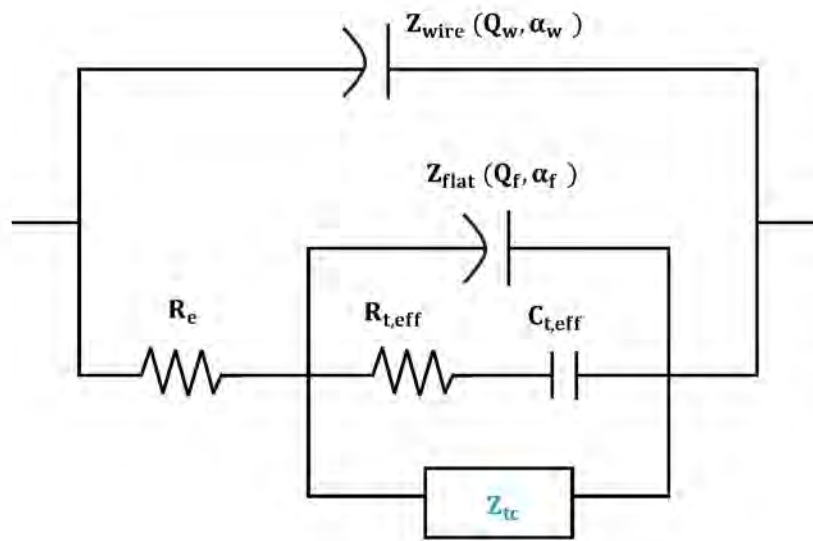 Z_wire (Q_w, α_w)
Z_flat (Q_f, α_f)
R_e
R_t,eff
C_t,eff
Z_tc